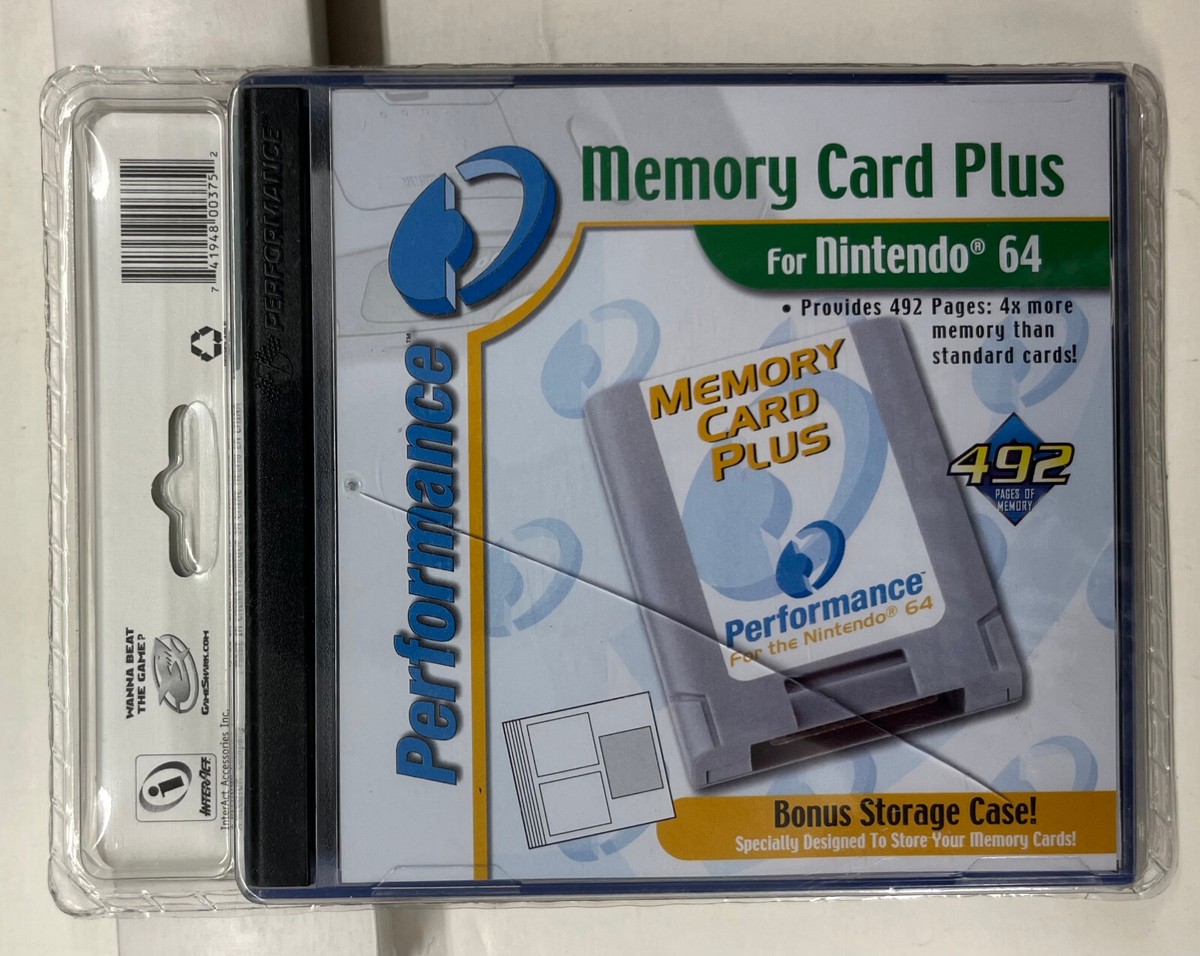 Memory Card Plus
For Nintendo® 64
• Provides 492 Pages: 4x more
memory than
standard cards!
MEMORY
CARD
PLUS
492
PAGES OF
MEMORY
Performance™
For the Nintendo® 64
Bonus Storage Case!
Specially Designed To Store Your Memory Cards!
Performance™
PERFORMANCE
7 41948 00375 2
WANNA BEAT
THE GAME?
GAMESHARK.COM
i
INTERACT
InterAct Accessories Inc.